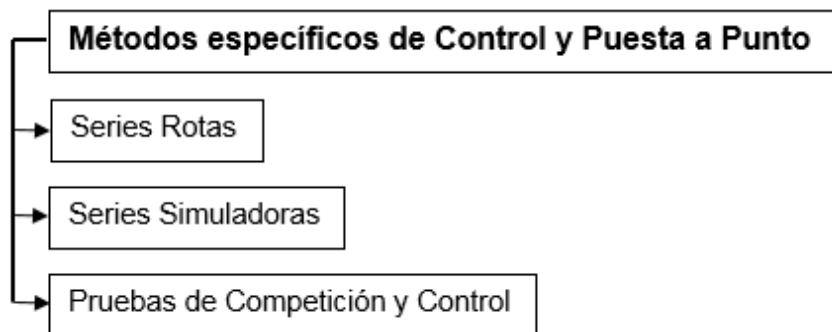 Métodos específicos de Control y Puesta a Punto
Series Rotas
Series Simuladoras
Pruebas de Competición y Control